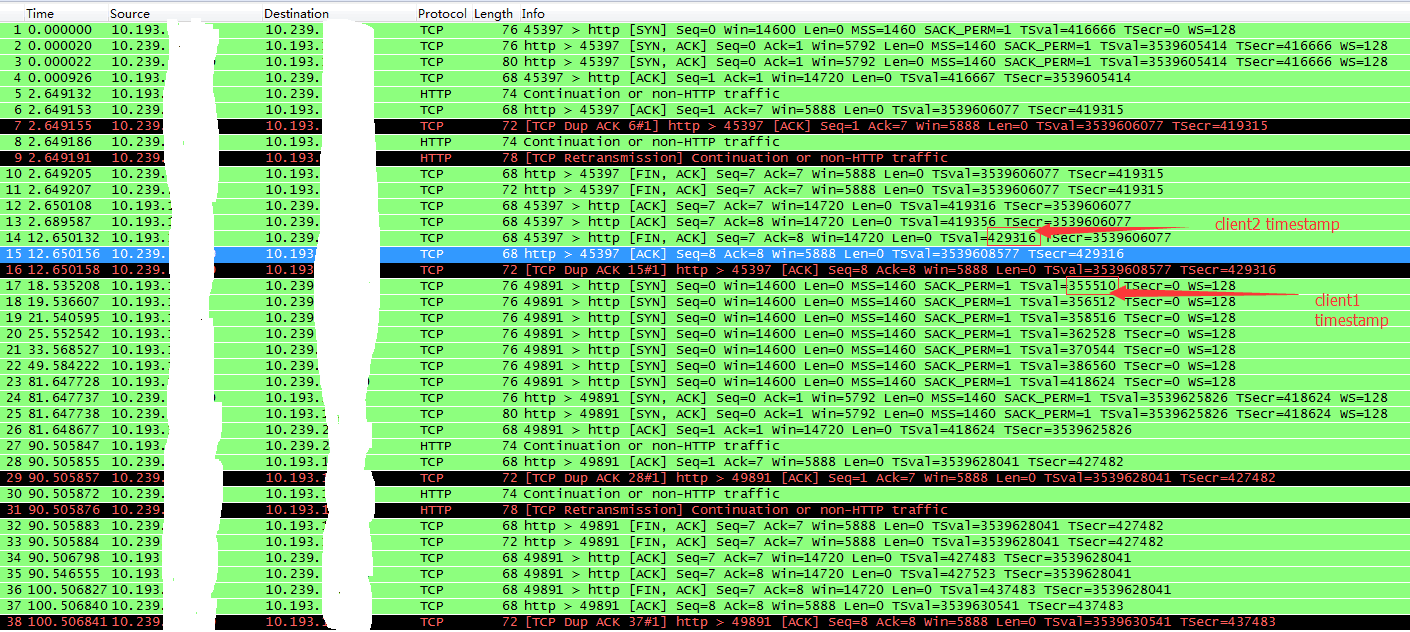 Time Source Destination Protocol Length Info
1 0.000000 10.193. 10.239. TCP 76 45397 > http [SYN] Seq=0 Win=14600 Len=0 MSS=1460 SACK_PERM=1 TSval=416666 TSecr=0 WS=128
2 0.000020 10.239. 10.193. TCP 76 http > 45397 [SYN, ACK] Seq=0 Ack=1 Win=5792 Len=0 MSS=1460 SACK_PERM=1 TSval=3539605414 TSecr=416666 WS=128
3 0.000022 10.239. 10.193. TCP 80 http > 45397 [SYN, ACK] Seq=0 Ack=1 Win=5792 Len=0 MSS=1460 SACK_PERM=1 TSval=3539605414 TSecr=416666 WS=128
4 0.000926 10.193. 10.239. TCP 68 45397 > http [ACK] Seq=1 Ack=1 Win=14720 Len=0 TSval=416667 TSecr=3539605414
5 2.649132 10.193. 10.239. HTTP 74 Continuation or non-HTTP traffic
6 2.649153 10.239. 10.193. TCP 68 http > 45397 [ACK] Seq=1 Ack=7 Win=5888 Len=0 TSval=3539606077 TSecr=419315
7 2.649155 10.239. 10.193. TCP 72 [TCP Dup ACK 6#1] http > 45397 [ACK] Seq=1 Ack=7 Win=5888 Len=0 TSval=3539606077 TSecr=419315
8 2.649186 10.239. 10.193. HTTP 74 Continuation or non-HTTP traffic
9 2.649191 10.239. 10.193. HTTP 78 [TCP Retransmission] Continuation or non-HTTP traffic
10 2.649205 10.239. 10.193. TCP 68 http > 45397 [FIN, ACK] Seq=7 Ack=7 Win=5888 Len=0 TSval=3539606077 TSecr=419315
11 2.649207 10.239. 10.193. TCP 72 http > 45397 [FIN, ACK] Seq=7 Ack=7 Win=5888 Len=0 TSval=3539606077 TSecr=419315
12 2.650108 10.193. 10.239. TCP 68 45397 > http [ACK] Seq=7 Ack=7 Win=14720 Len=0 TSval=419316 TSecr=3539606077
13 2.689587 10.193. 10.239. TCP 68 45397 > http [ACK] Seq=7 Ack=8 Win=14720 Len=0 TSval=419356 TSecr=3539606077
client2 timestamp
14 12.650132 10.193. 10.239. TCP 68 45397 > http [FIN, ACK] Seq=7 Ack=8 Win=14720 Len=0 TSval=429316 TSecr=3539606077
15 12.650156 10.239. 10.193 TCP 68 http > 45397 [ACK] Seq=8 Ack=8 Win=5888 Len=0 TSval=3539608577 TSecr=429316
16 12.650158 10.239. 10.193. TCP 72 [TCP Dup ACK 15#1] http > 45397 [ACK] Seq=8 Ack=8 Win=5888 Len=0 TSval=3539608577 TSecr=429316
17 18.535208 10.193. 10.239. TCP 76 49891 > http [SYN] Seq=0 Win=14600 Len=0 MSS=1460 SACK_PERM=1 TSval=355510 TSecr=0 WS=128
18 19.536607 10.193. 10.239 TCP 76 49891 > http [SYN] Seq=0 Win=14600 Len=0 MSS=1460 SACK_PERM=1 TSval=356512 TSecr=0 WS=128
client1
timestamp
19 21.540595 10.193. 10.239 TCP 76 49891 > http [SYN] Seq=0 Win=14600 Len=0 MSS=1460 SACK_PERM=1 TSval=358516 TSecr=0 WS=128
20 25.552542 10.193. 10.239. TCP 76 49891 > http [SYN] Seq=0 Win=14600 Len=0 MSS=1460 SACK_PERM=1 TSval=362528 TSecr=0 WS=128
21 33.568527 10.193. 10.239. TCP 76 49891 > http [SYN] Seq=0 Win=14600 Len=0 MSS=1460 SACK_PERM=1 TSval=370544 TSecr=0 WS=128
22 49.584222 10.193. 10.239. TCP 76 49891 > http [SYN] Seq=0 Win=14600 Len=0 MSS=1460 SACK_PERM=1 TSval=386560 TSecr=0 WS=128
23 81.647728 10.193. 10.239. TCP 76 49891 > http [SYN] Seq=0 Win=14600 Len=0 MSS=1460 SACK_PERM=1 TSval=418624 TSecr=0 WS=128
24 81.647737 10.239. 10.193. TCP 76 http > 49891 [SYN, ACK] Seq=0 Ack=1 Win=5792 Len=0 MSS=1460 SACK_PERM=1 TSval=3539625826 TSecr=418624 WS=128
25 81.647738 10.239. 10.193.1 TCP 80 http > 49891 [SYN, ACK] Seq=0 Ack=1 Win=5792 Len=0 MSS=1460 SACK_PERM=1 TSval=3539625826 TSecr=418624 WS=128
26 81.648677 10.193. 10.239.2 TCP 68 49891 > http [ACK] Seq=1 Ack=1 Win=14720 Len=0 TSval=418624 TSecr=3539625826
27 90.505847 10.193. 10.239.2 HTTP 74 Continuation or non-HTTP traffic
28 90.505855 10.239. 10.193.1 TCP 68 http > 49891 [ACK] Seq=1 Ack=7 Win=5888 Len=0 TSval=3539628041 TSecr=427482
29 90.505857 10.239. 10.193.1 TCP 72 [TCP Dup ACK 28#1] http > 49891 [ACK] Seq=1 Ack=7 Win=5888 Len=0 TSval=3539628041 TSecr=427482
30 90.505872 10.239. 10.193.1 HTTP 74 Continuation or non-HTTP traffic
31 90.505876 10.239. 10.193.1 HTTP 78 [TCP Retransmission] Continuation or non-HTTP traffic
32 90.505883 10.239. 10.193.1 TCP 68 http > 49891 [FIN, ACK] Seq=7 Ack=7 Win=5888 Len=0 TSval=3539628041 TSecr=427482
33 90.505884 10.239. 10.193. TCP 72 http > 49891 [FIN, ACK] Seq=7 Ack=7 Win=5888 Len=0 TSval=3539628041 TSecr=427482
34 90.506798 10.193 10.239. TCP 68 49891 > http [ACK] Seq=7 Ack=7 Win=14720 Len=0 TSval=427483 TSecr=3539628041
35 90.546555 10.193 10.239. TCP 68 49891 > http [ACK] Seq=7 Ack=8 Win=14720 Len=0 TSval=427523 TSecr=3539628041
36 100.506827 10.193 10.239. TCP 68 49891 > http [FIN, ACK] Seq=7 Ack=8 Win=14720 Len=0 TSval=437483 TSecr=3539628041
37 100.506840 10.239. 10.193. TCP 68 http > 49891 [ACK] Seq=8 Ack=8 Win=5888 Len=0 TSval=3539630541 TSecr=437483
38 100.506841 10.239. 10.193. TCP 72 [TCP Dup ACK 37#1] http > 49891 [ACK] Seq=8 Ack=8 Win=5888 Len=0 TSval=3539630541 TSecr=437483